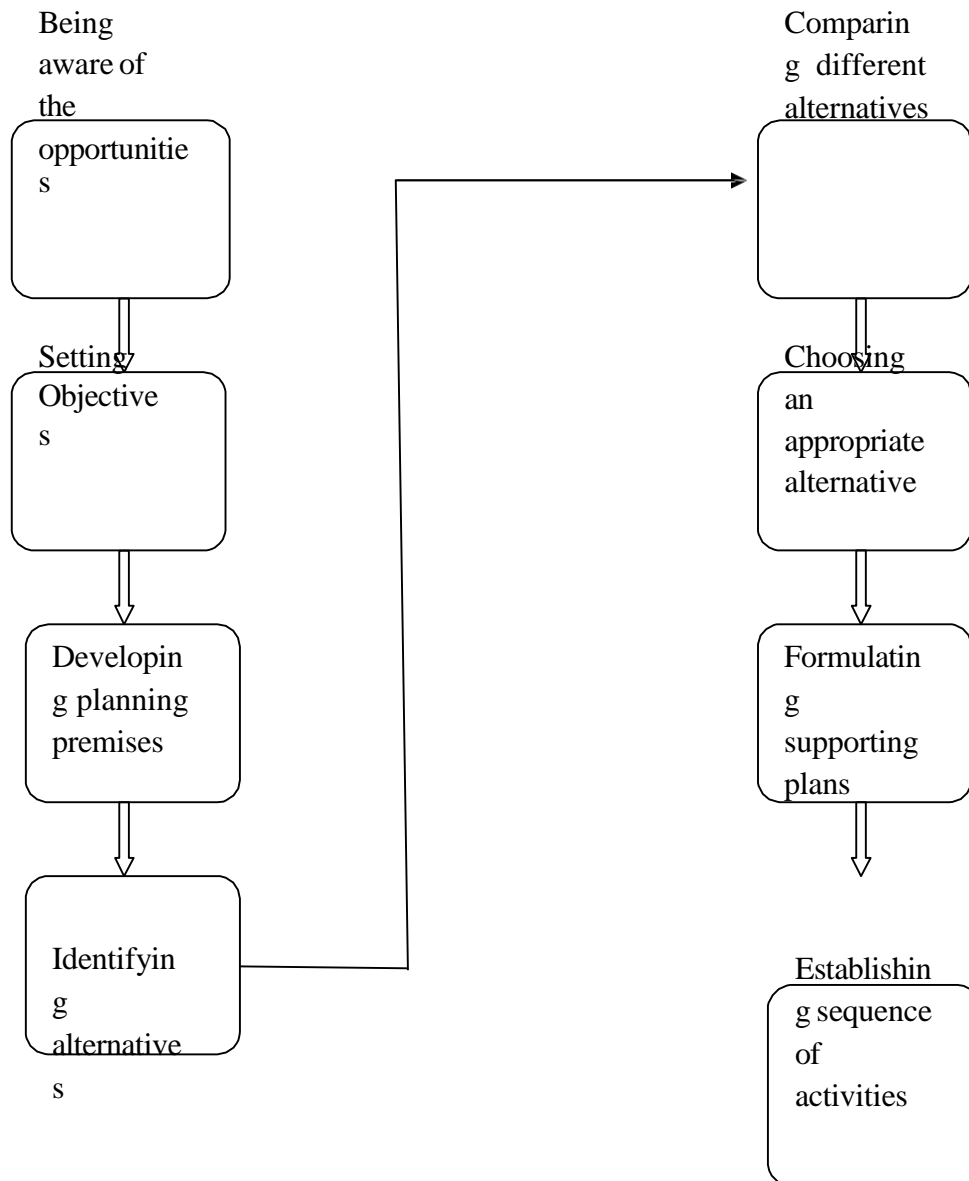 Being
aware of
the
opportunitie
s
Setting
Objective
s
Developin
g planning
premises
Identifyin
g
alternative
s
Comparin
g different
alternatives
Choosing
an
appropriate
alternative
Formulatin
g
supporting
plans
Establishin
g sequence
of
activities